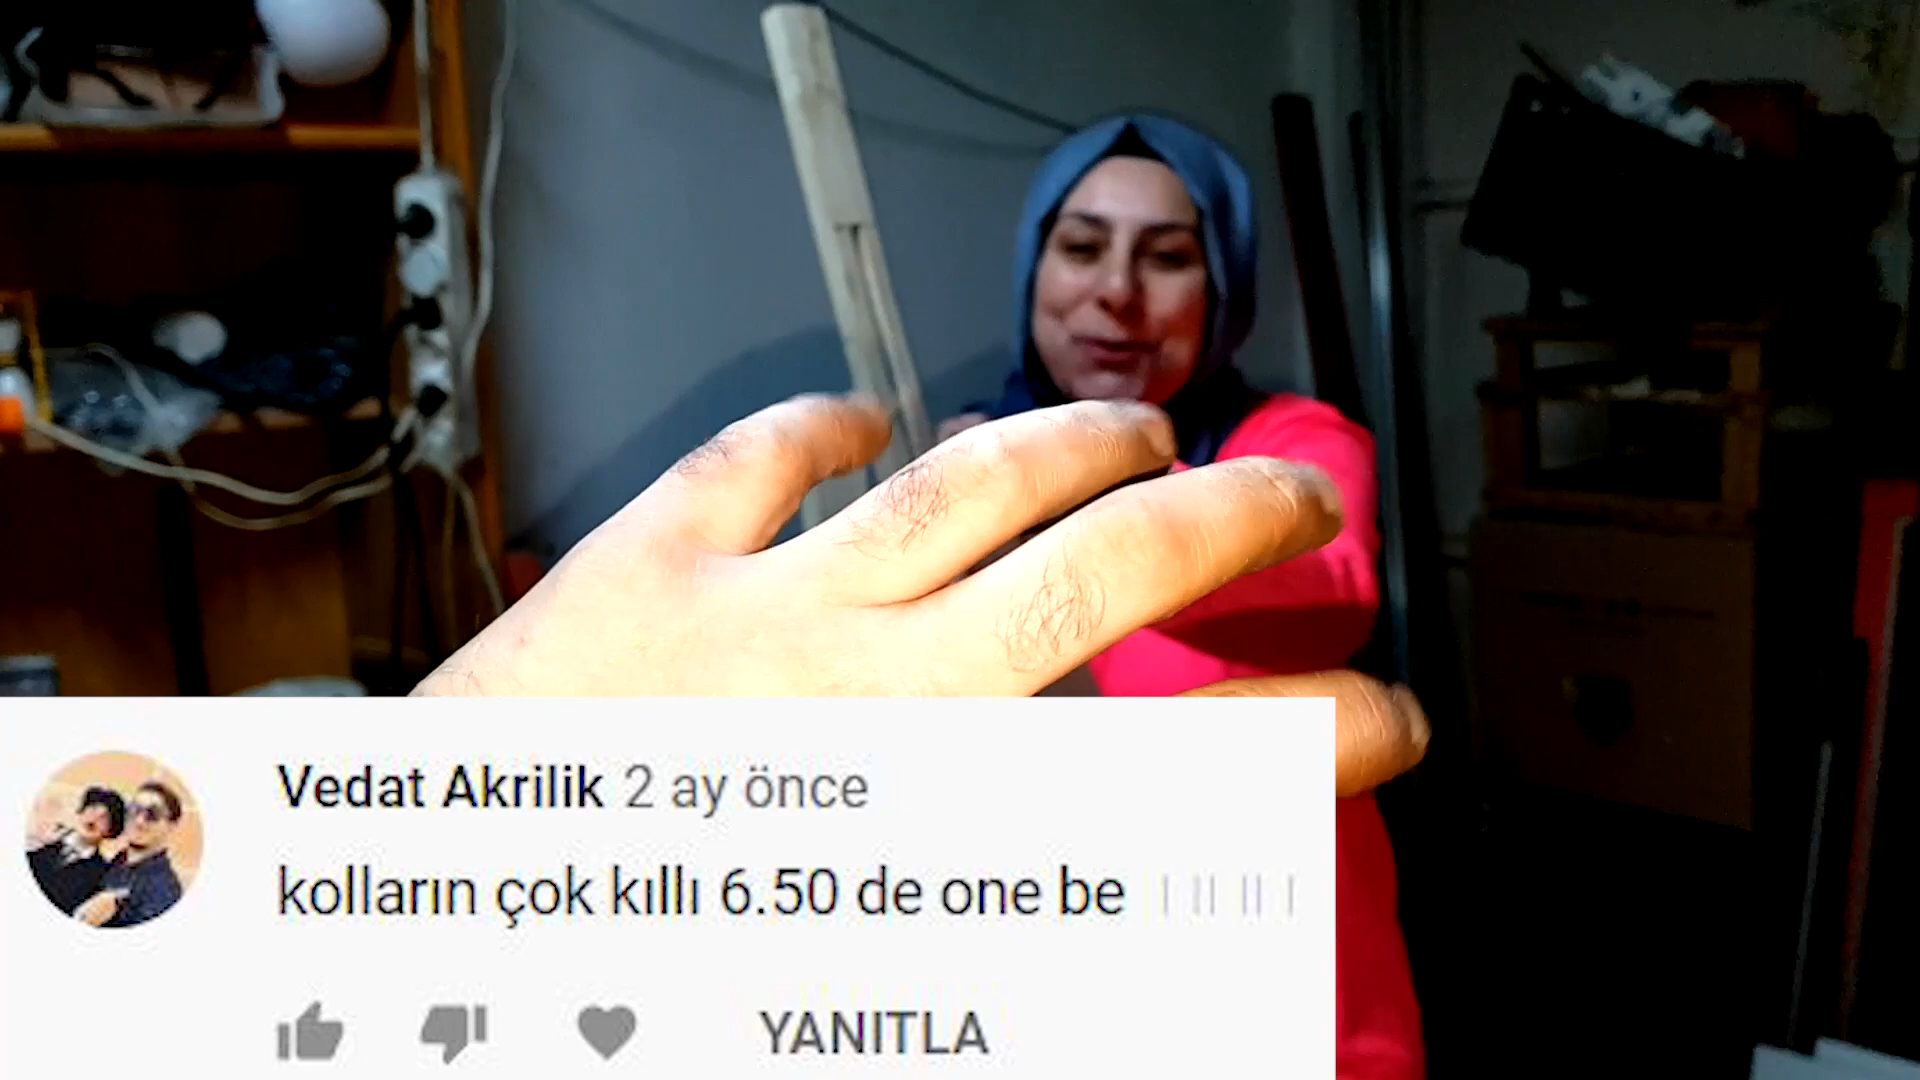 Vedat Akrilik 2 ay önce
kolların çok kıllı 6.50 de one be
YANITLA